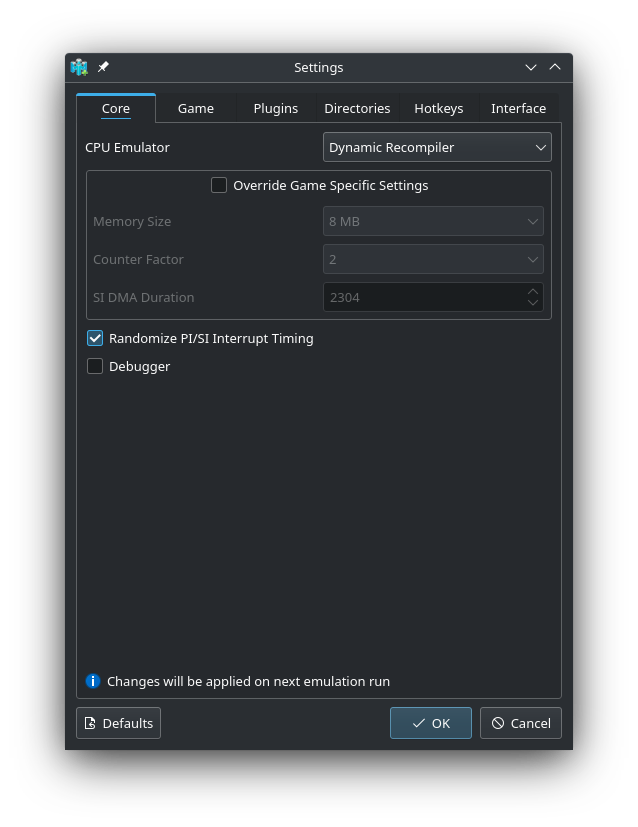 Settings
Core Game Plugins Directories Hotkeys Interface
CPU Emulator Dynamic Recompiler
Override Game Specific Settings
Memory Size 8 MB
Counter Factor 2
SI DMA Duration 2304
Randomize PI/SI Interrupt Timing
Debugger
Changes will be applied on next emulation run
Defaults OK Cancel